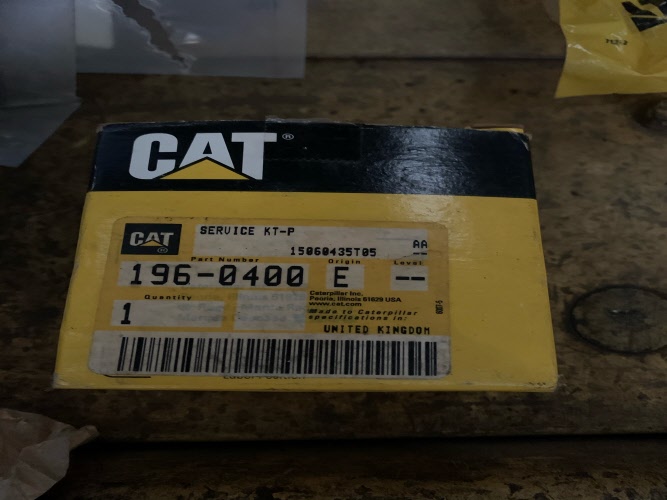 CAT®
CAT®
SERVICE KT-P
15060435T05 AA
Part Number Origin Level
196-0400 E --
Quantity
1
Caterpillar Inc.
Peoria, Illinois 61629 USA
www.cat.com
Made to Caterpillar
specifications in:
UNITED KINGDOM